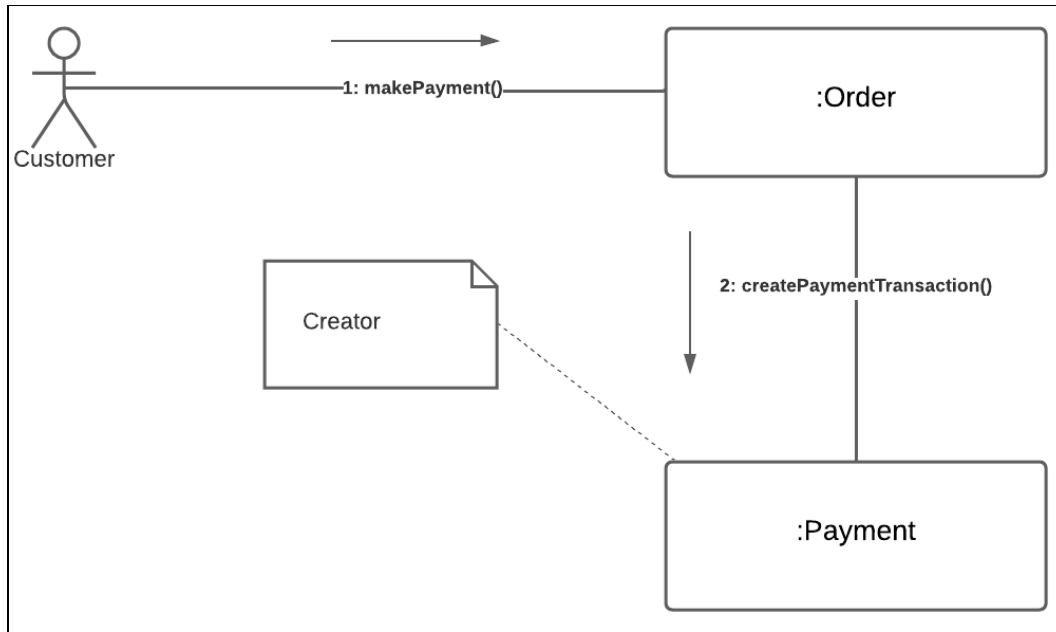 1: makePayment()
:Order
Customer
2: createPaymentTransaction()
Creator
:Payment